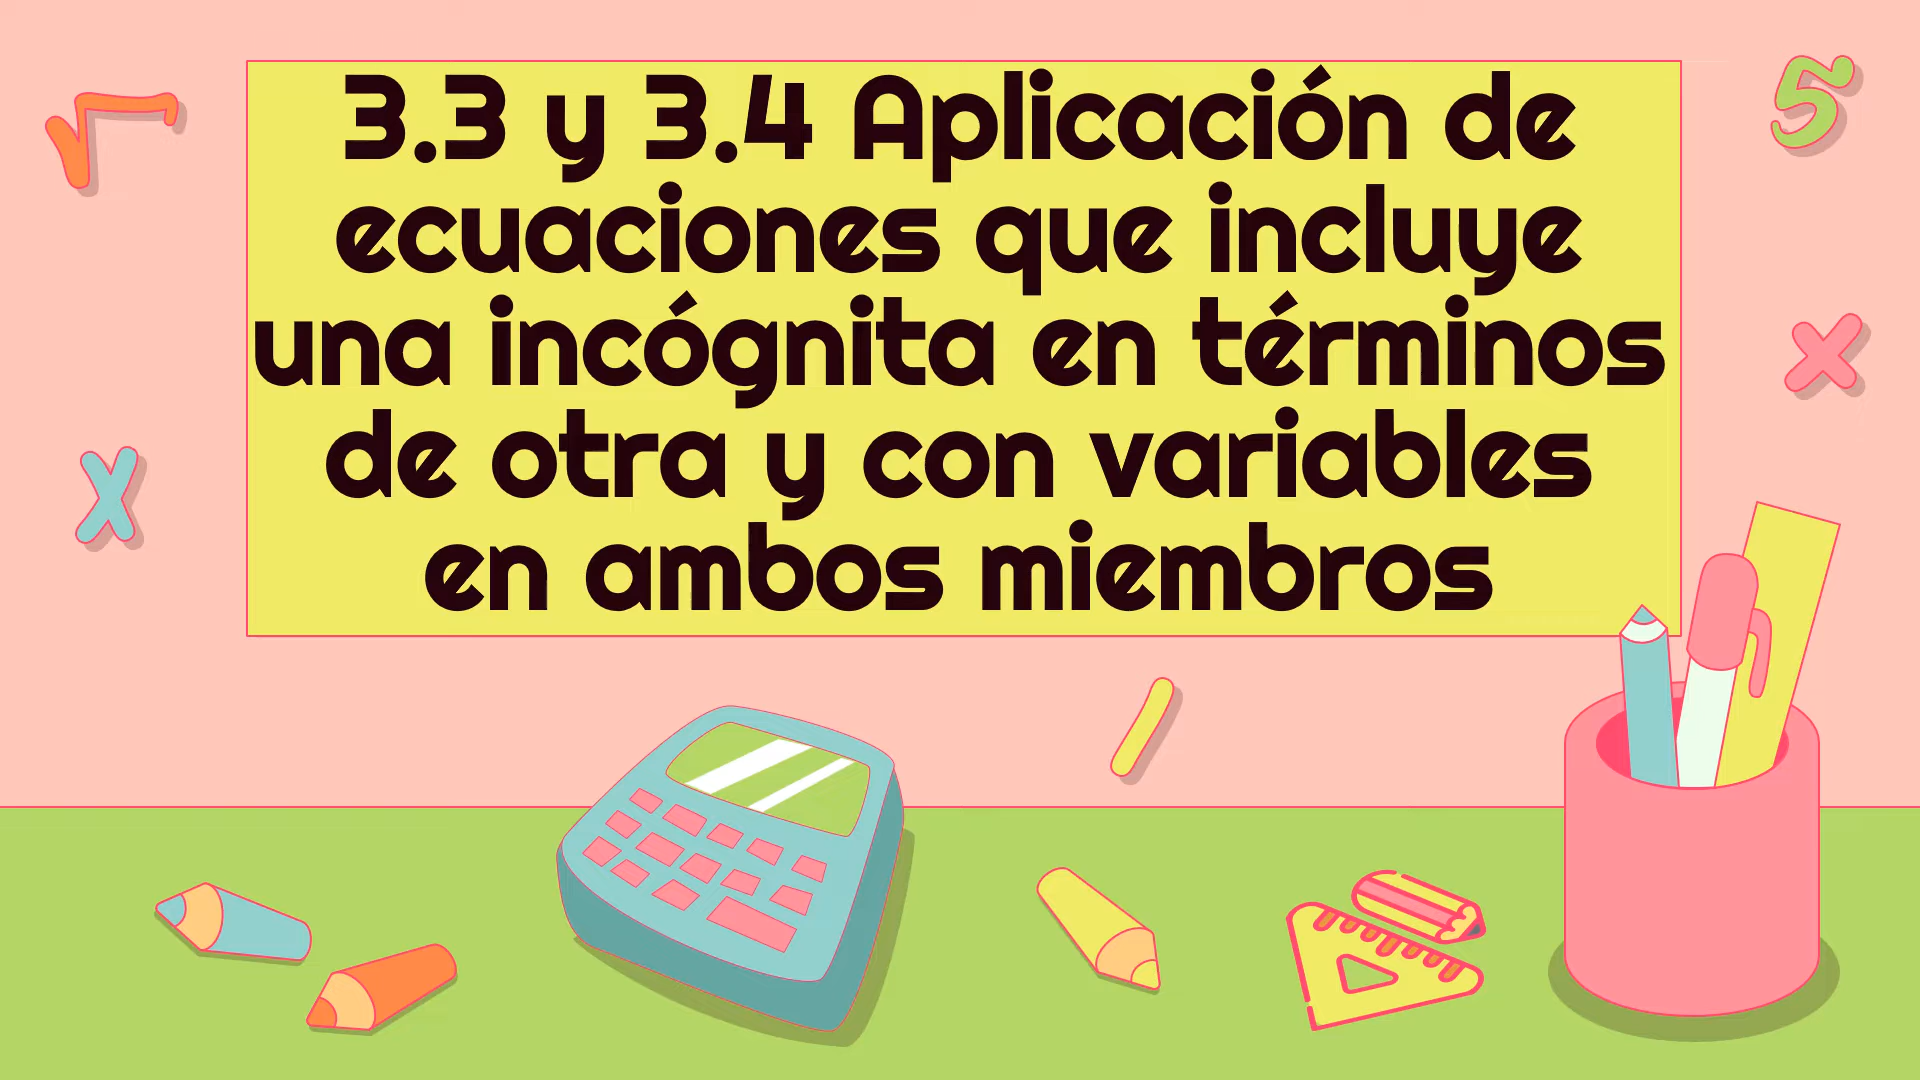 3.3 y 3.4 Aplicación de
ecuaciones que incluye
una incógnita en términos
de otra y con variables
en ambos miembros
√
5
x
x